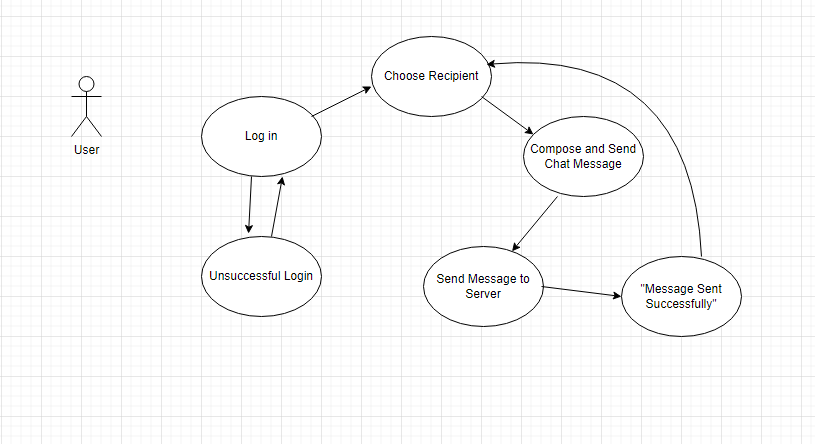 Choose Recipient
Log in
User
Compose and Send
Chat Message
Unsuccessful Login
Send Message to
Server
"Message Sent
Successfully"